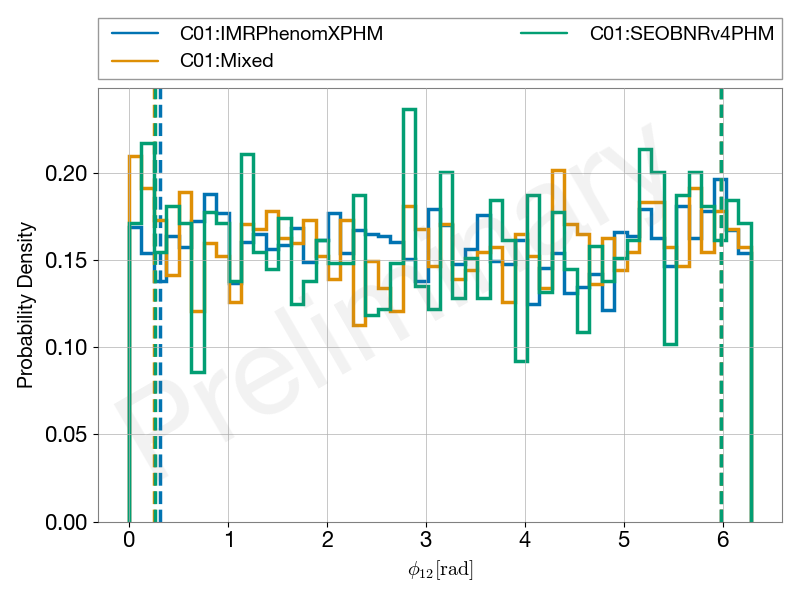 C01:IMRPhenomXPHM
C01:SEOBNRv4PHM
C01:Mixed
Probability Density
0.20
0.15
0.10
0.05
0.00
Preliminary
0 1 2 3 4 5 6
ϕ12[rad]